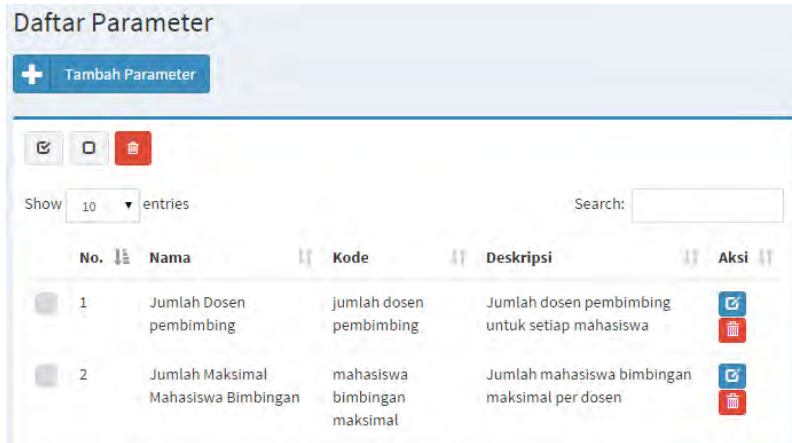 Daftar Parameter
Tambah Parameter
Show 10 entries
Search:
No. Nama Kode Deskripsi Aksi
1 Jumlah Dosen jumlah dosen Jumlah dosen pembimbing
pembimbing pembimbing untuk setiap mahasiswa
2 Jumlah Maksimal mahasiswa Jumlah mahasiswa bimbingan
Mahasiswa Bimbingan bimbingan maksimal per dosen
maksimal